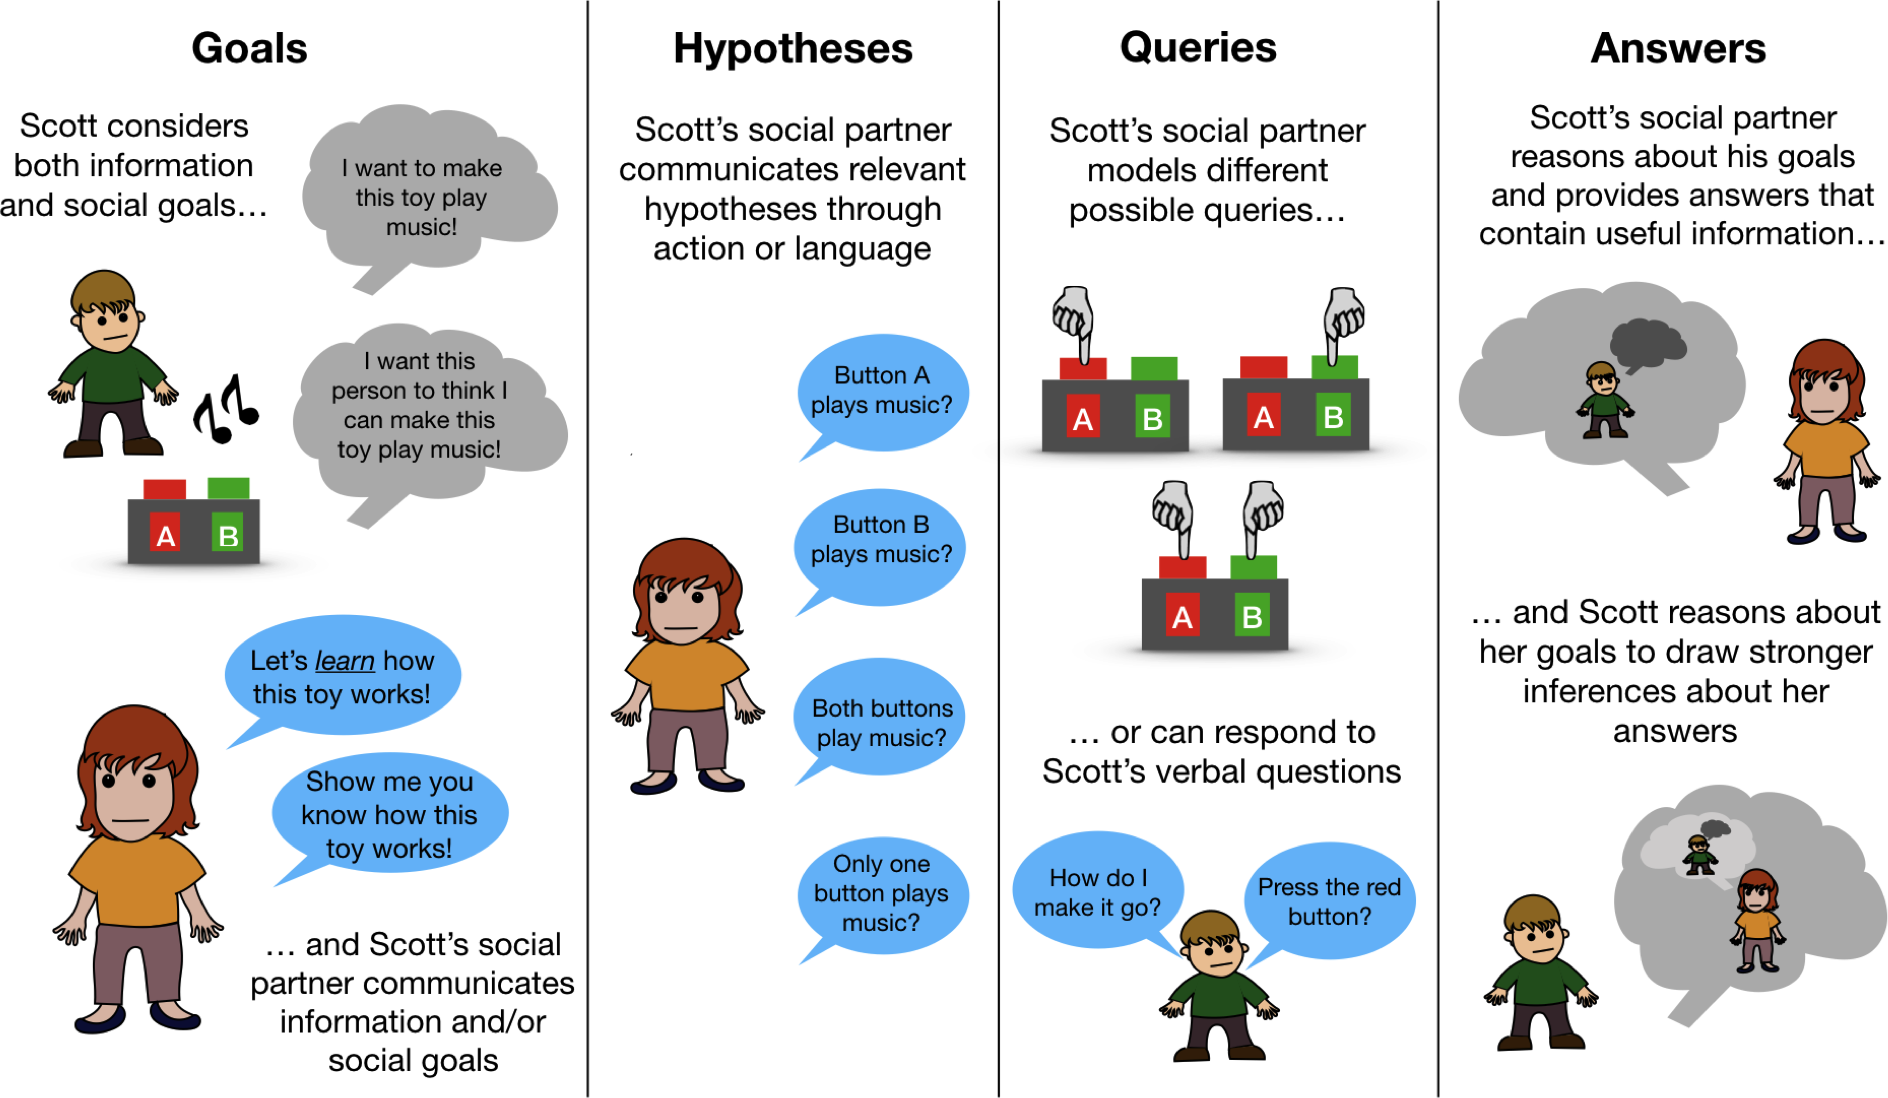 Goals
Scott considers
both information
and social goals…
I want to make
this toy play
music!
I want this
person to think I
can make this
toy play music!
A B
Let's learn how
this toy works!
Show me you
know how this
toy works!
… and Scott's social
partner communicates
information and/or
social goals
Hypotheses
Scott's social partner
communicates relevant
hypotheses through
action or language
Button A
plays music?
Button B
plays music?
Both buttons
play music?
Only one
button plays
music?
Queries
Scott's social partner
models different
possible queries…
A B
A B
A B
… or can respond to
Scott's verbal questions
How do I
make it go?
Press the red
button?
Answers
Scott's social partner
reasons about his goals
and provides answers that
contain useful information…
… and Scott reasons about
her goals to draw stronger
inferences about her
answers